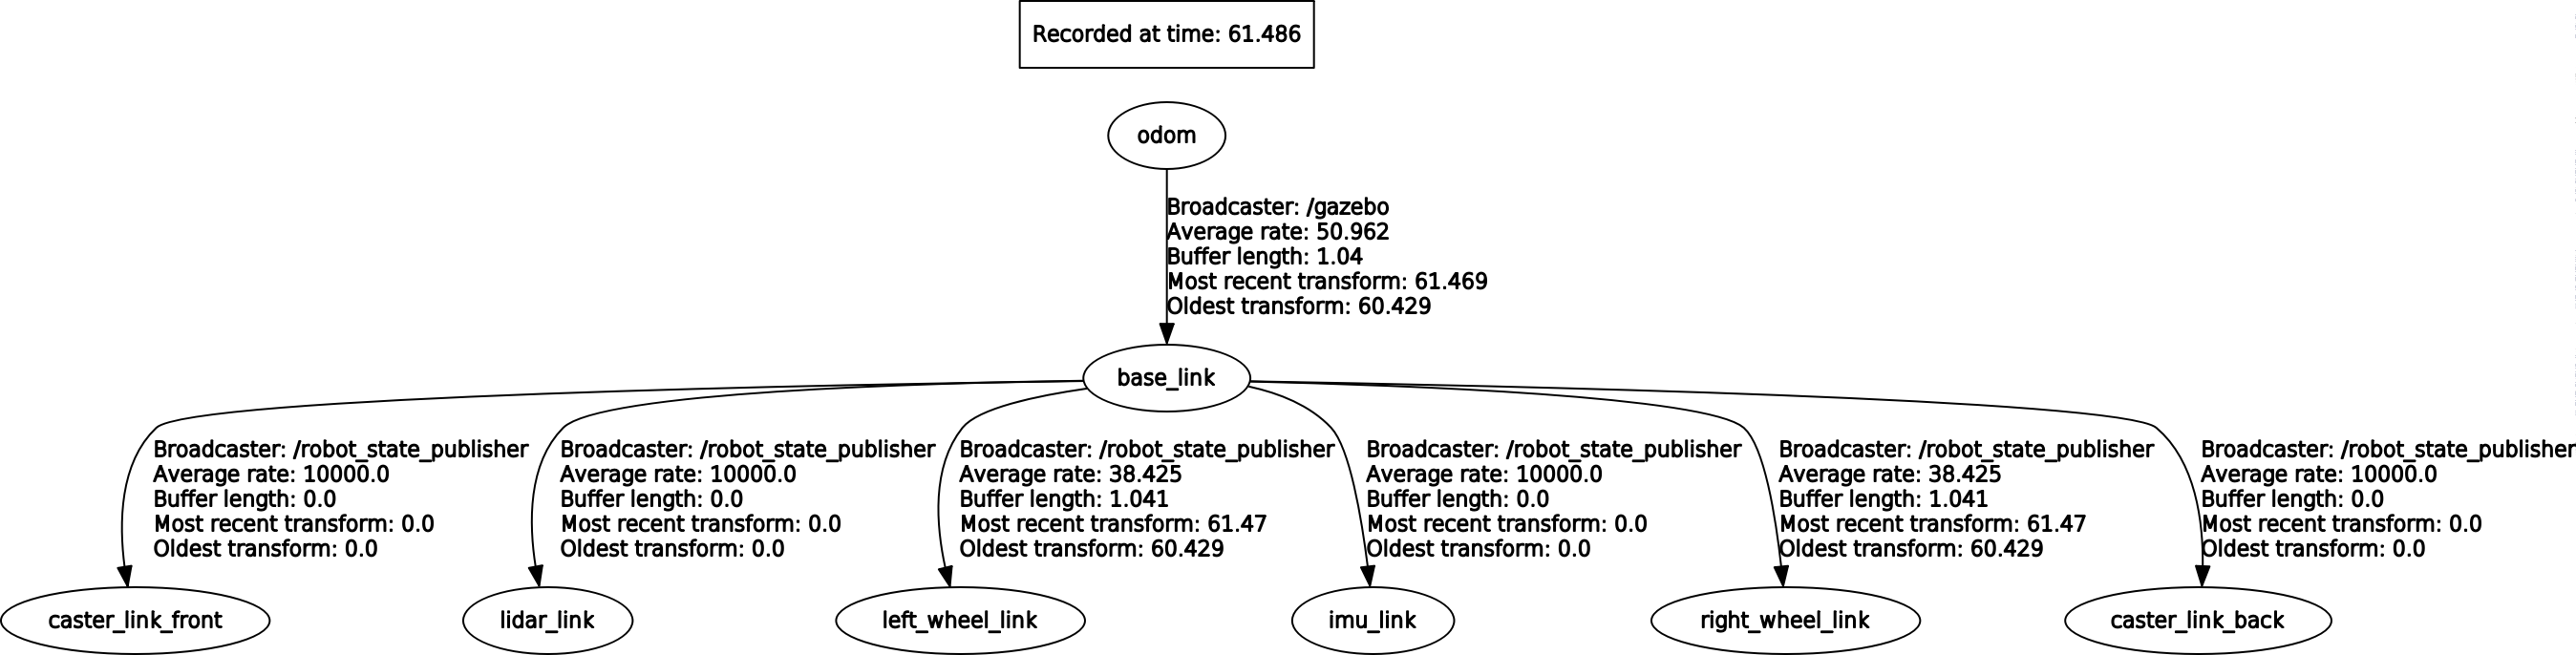 Recorded at time: 61.486
odom
Broadcaster: /gazebo
Average rate: 50.962
Buffer length: 1.04
Most recent transform: 61.469
Oldest transform: 60.429
base_link
Broadcaster: /robot_state_publisher
Average rate: 10000.0
Buffer length: 0.0
Most recent transform: 0.0
Oldest transform: 0.0
Broadcaster: /robot_state_publisher
Average rate: 10000.0
Buffer length: 0.0
Most recent transform: 0.0
Oldest transform: 0.0
Broadcaster: /robot_state_publisher
Average rate: 38.425
Buffer length: 1.041
Most recent transform: 61.47
Oldest transform: 60.429
Broadcaster: /robot_state_publisher
Average rate: 10000.0
Buffer length: 0.0
Most recent transform: 0.0
Oldest transform: 0.0
Broadcaster: /robot_state_publisher
Average rate: 38.425
Buffer length: 1.041
Most recent transform: 61.47
Oldest transform: 60.429
Broadcaster: /robot_state_publisher
Average rate: 10000.0
Buffer length: 0.0
Most recent transform: 0.0
Oldest transform: 0.0
caster_link_front
lidar_link
left_wheel_link
imu_link
right_wheel_link
caster_link_back